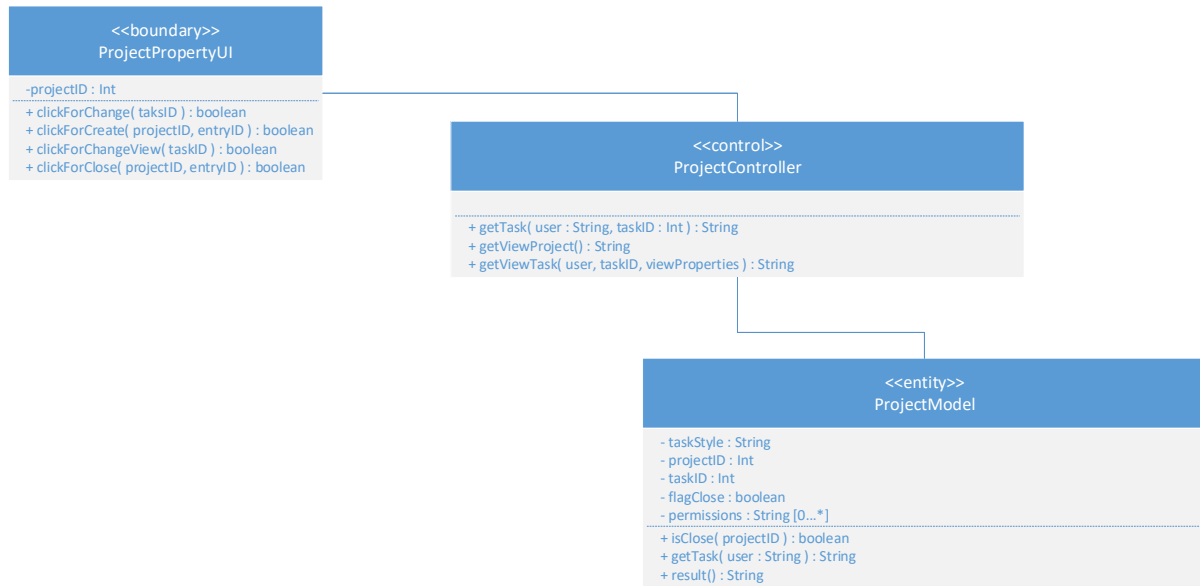 <<boundary>>
ProjectPropertyUI
-projectID : Int
+ clickForChange( taksID ) : boolean
+ clickForCreate( projectID, entryID ) : boolean
+ clickForChangeView( taskID ) : boolean
+ clickForClose( projectID, entryID ) : boolean
<<control>>
ProjectController
+ getTask( user : String, taskID : Int ) : String
+ getViewProject() : String
+ getViewTask( user, taskID, viewProperties ) : String
<<entity>>
ProjectModel
- taskStyle : String
- projectID : Int
- taskID : Int
- flagClose : boolean
- permissions : String [0...*]
+ isClose( projectID ) : boolean
+ getTask( user : String ) : String
+ result() : String